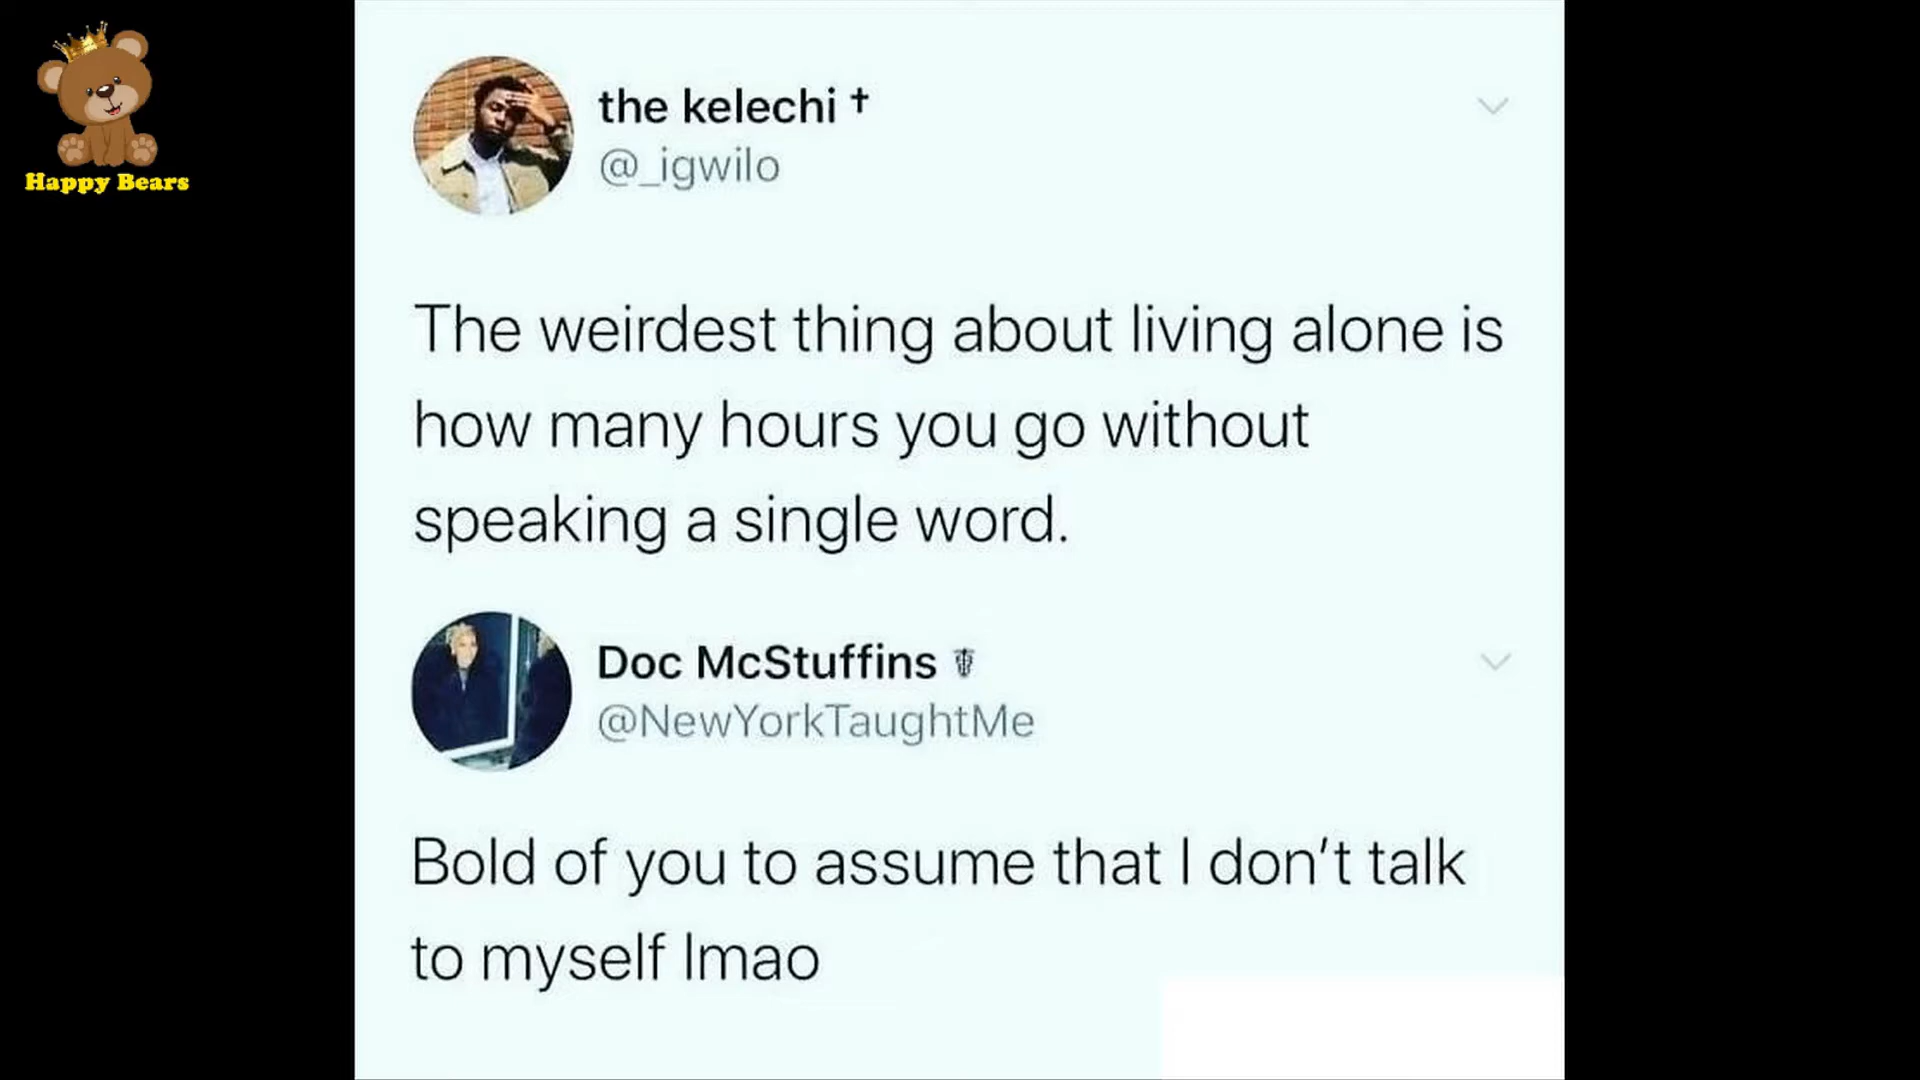 Happy Bears
the kelechi ✝
@_igwilo
The weirdest thing about living alone is
how many hours you go without
speaking a single word.
Doc McStuffins ☤
@NewYorkTaughtMe
Bold of you to assume that I don’t talk
to myself lmao